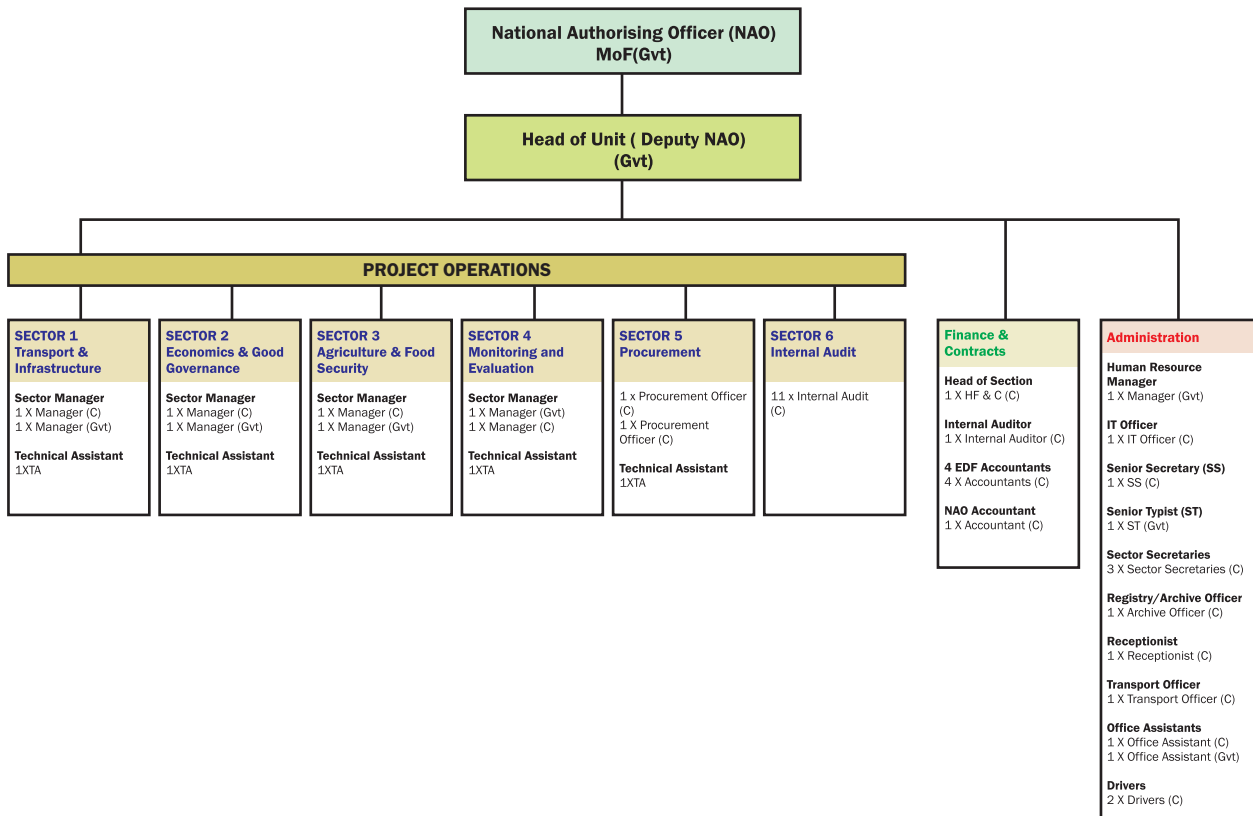 National Authorising Officer (NAO)
MoF(Gvt)
Head of Unit ( Deputy NAO)
(Gvt)
PROJECT OPERATIONS
SECTOR 1
Transport &
Infrastructure
Sector Manager
1 X Manager (C)
1 X Manager (Gvt)
Technical Assistant
1XTA
SECTOR 2
Economics & Good
Governance
Sector Manager
1 X Manager (C)
1 X Manager (Gvt)
Technical Assistant
1XTA
SECTOR 3
Agriculture & Food
Security
Sector Manager
1 X Manager (C)
1 X Manager (Gvt)
Technical Assistant
1XTA
SECTOR 4
Monitoring and
Evaluation
Sector Manager
1 X Manager (Gvt)
1 X Manager (C)
Technical Assistant
1XTA
SECTOR 5
Procurement
1 x Procurement Officer
(C)
1 X Procurement
Officer (C)
Technical Assistant
1XTA
SECTOR 6
Internal Audit
11 x Internal Audit
(C)
Finance &
Contracts
Head of Section
1 X HF & C (C)
Internal Auditor
1 X Internal Auditor (C)
4 EDF Accountants
4 X Accountants (C)
NAO Accountant
1 X Accountant (C)
Administration
Human Resource
Manager
1 X Manager (Gvt)
IT Officer
1 X IT Officer (C)
Senior Secretary (SS)
1 X SS (C)
Senior Typist (ST)
1 X ST (Gvt)
Sector Secretaries
3 X Sector Secretaries (C)
Registry/Archive Officer
1 X Archive Officer (C)
Receptionist
1 X Receptionist (C)
Transport Officer
1 X Transport Officer (C)
Office Assistants
1 X Office Assistant (C)
1 X Office Assistant (Gvt)
Drivers
2 X Drivers (C)